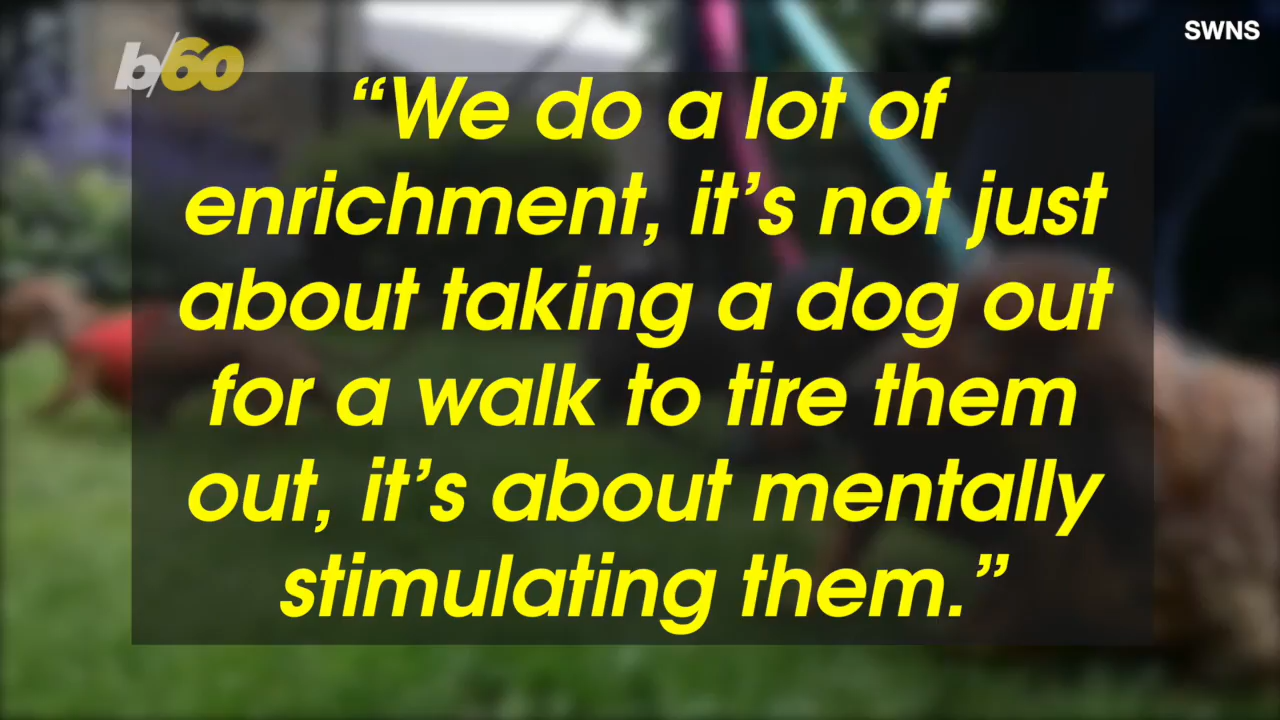 SWNS
b/60
“We do a lot of
enrichment, it’s not just
about taking a dog out
for a walk to tire them
out, it’s about mentally
stimulating them.”